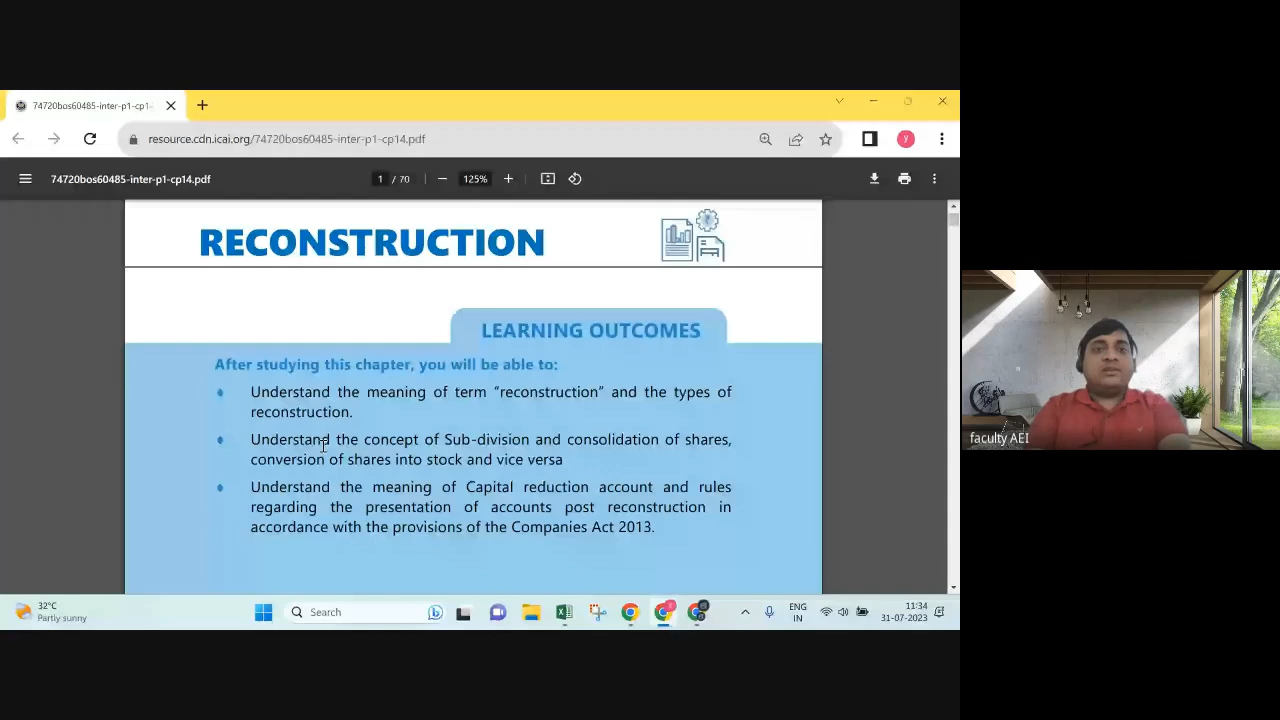 74720bos60485-inter-p1-cp1
resource.cdn.icai.org/74720bos60485-inter-p1-cp14.pdf
y
74720bos60485-inter-p1-cp14.pdf
1 / 70
125%
RECONSTRUCTION
LEARNING OUTCOMES
After studying this chapter, you will be able to:
Understand the meaning of term “reconstruction” and the types of
reconstruction.
Understand the concept of Sub-division and consolidation of shares,
conversion of shares into stock and vice versa
Understand the meaning of Capital reduction account and rules
regarding the presentation of accounts post reconstruction in
accordance with the provisions of the Companies Act 2013.
faculty AEI
32°C
Partly sunny
Search
ENG
IN
11:34
31-07-2023